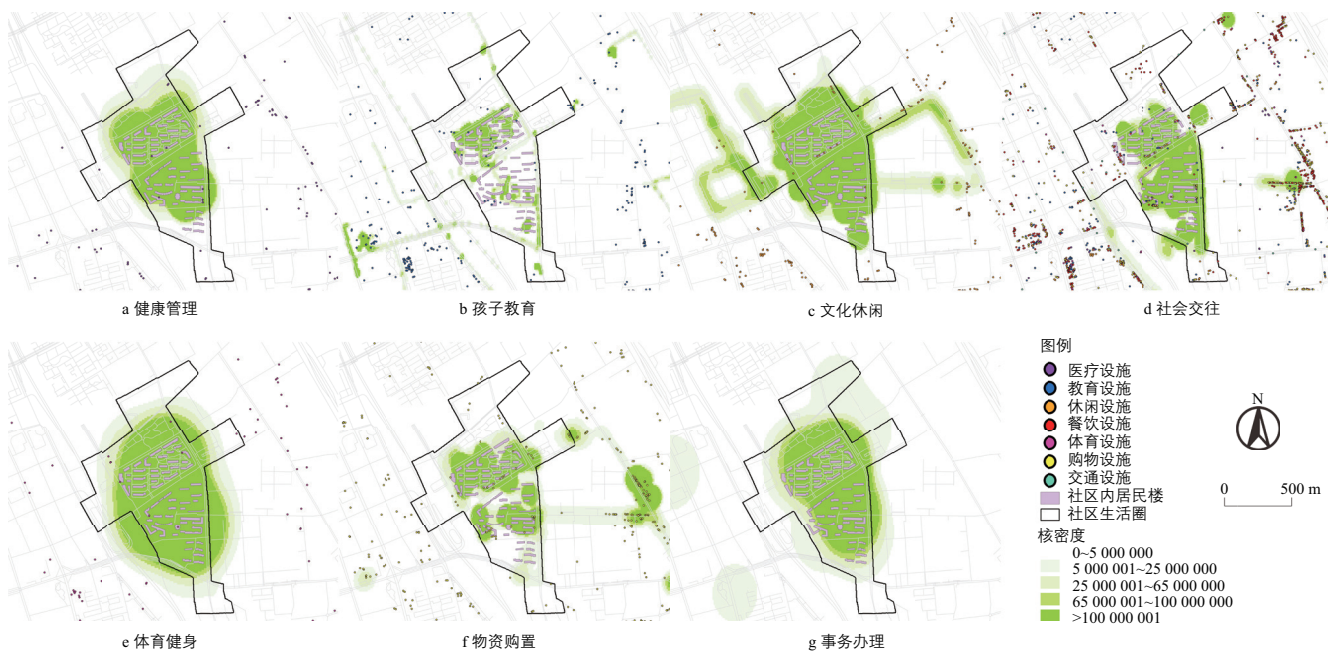 a 健康管理
b 孩子教育
c 文化休闲
d 社会交往
图例
医疗设施
教育设施
休闲设施
餐饮设施
体育设施
购物设施
交通设施
社区内居民楼
社区生活圈
核密度
0~5 000 000
5 000 001~25 000 000
25 000 001~65 000 000
65 000 001~100 000 000
>100 000 001
N
0 500 m
e 体育健身
f 物资购置
g 事务办理